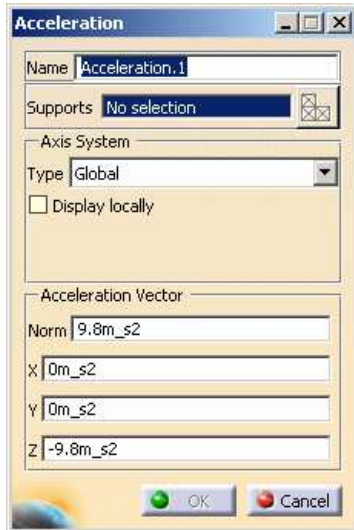 Acceleration
Name Acceleration.1
Supports No selection
Axis System
Type Global
Display locally
Acceleration Vector
Norm 9.8m_s2
X 0m_s2
Y 0m_s2
Z -9.8m_s2
OK Cancel